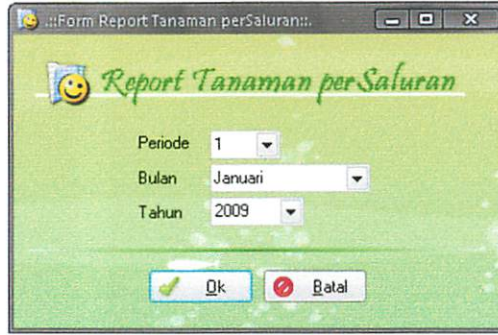 .:::Form Report Tanaman perSaluran::.
Report Tanaman perSaluran
Periode 1
Bulan Januari
Tahun 2009
Ok Batal